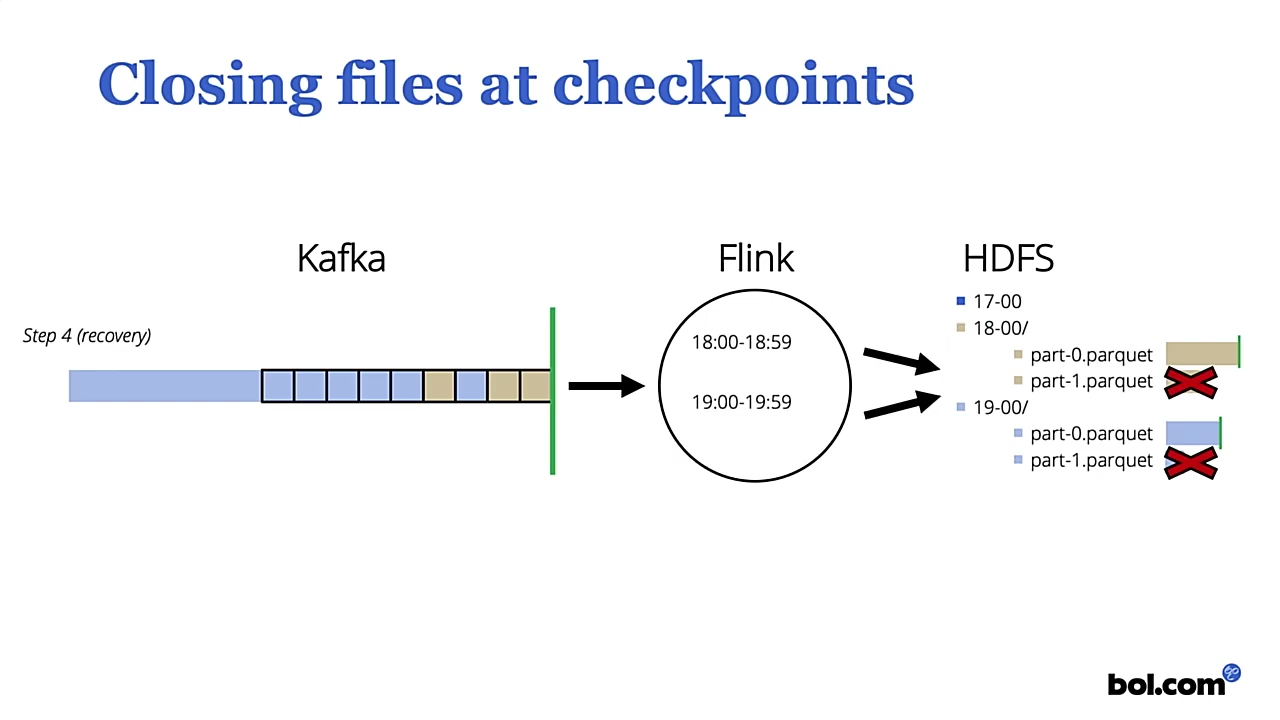 Closing files at checkpoints
Kafka
Flink
HDFS
Step 4 (recovery)
18:00-18:59
19:00-19:59
17-00
18-00/
part-0.parquet
part-1.parquet
19-00/
part-0.parquet
part-1.parquet
bol.com